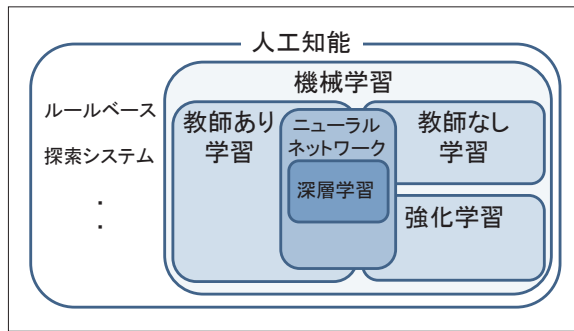 人工知能
機械学習
ルールベース
探索システム
・
・
教師あり
学習
ニューラル
ネットワーク
深層学習
教師なし
学習
強化学習